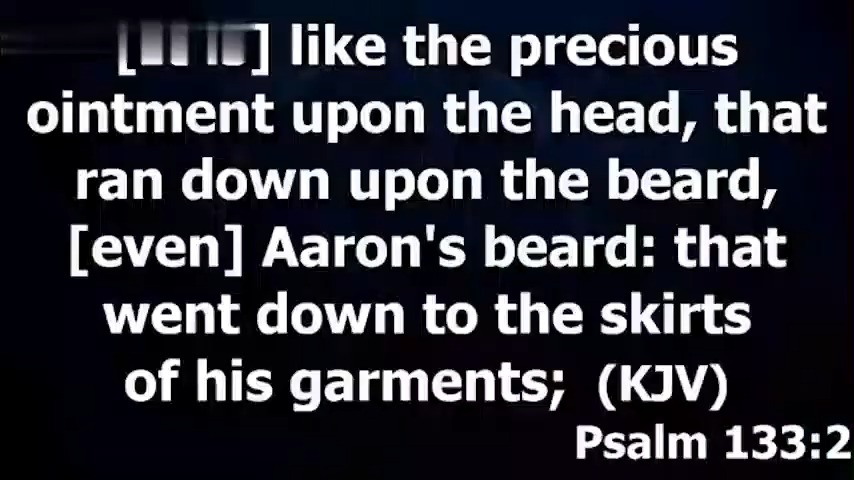 [ ] like the precious
ointment upon the head, that
ran down upon the beard,
[even] Aaron's beard: that
went down to the skirts
of his garments; (KJV)
Psalm 133:2